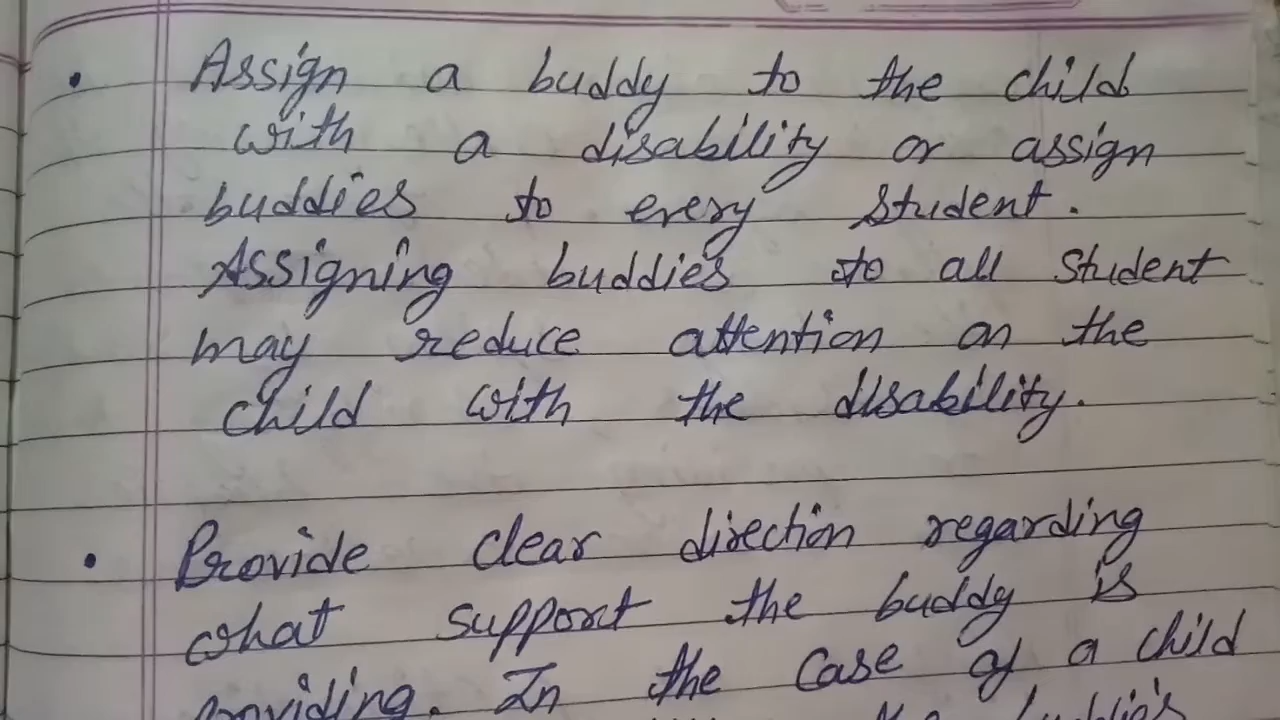 Assign a buddy to the child
with a disability or assign
buddies to every student.
Assigning buddies to all student
may reduce attention on the
child with the disability.
Provide clear direction regarding
what support the buddy is
providing. In the case of a child